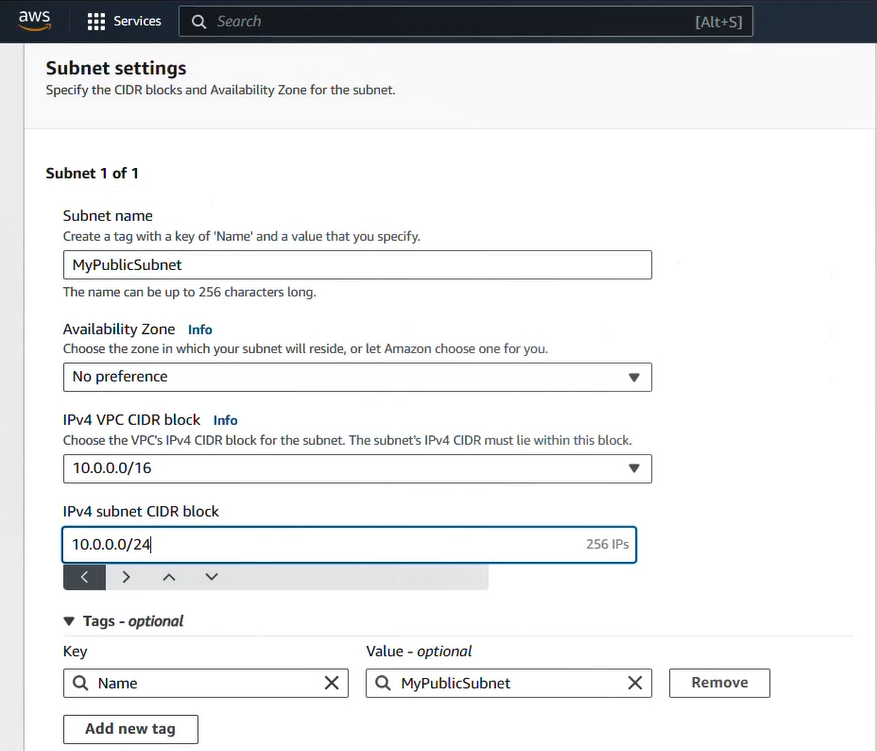 aws Services Search [Alt+S]
Subnet settings
Specify the CIDR blocks and Availability Zone for the subnet.
Subnet 1 of 1
Subnet name
Create a tag with a key of 'Name' and a value that you specify.
MyPublicSubnet
The name can be up to 256 characters long.
Availability Zone Info
Choose the zone in which your subnet will reside, or let Amazon choose one for you.
No preference
IPv4 VPC CIDR block Info
Choose the VPC's IPv4 CIDR block for the subnet. The subnet's IPv4 CIDR must lie within this block.
10.0.0.0/16
IPv4 subnet CIDR block
10.0.0.0/24 256 IPs
Tags - optional
Key Value - optional
Name MyPublicSubnet Remove
Add new tag